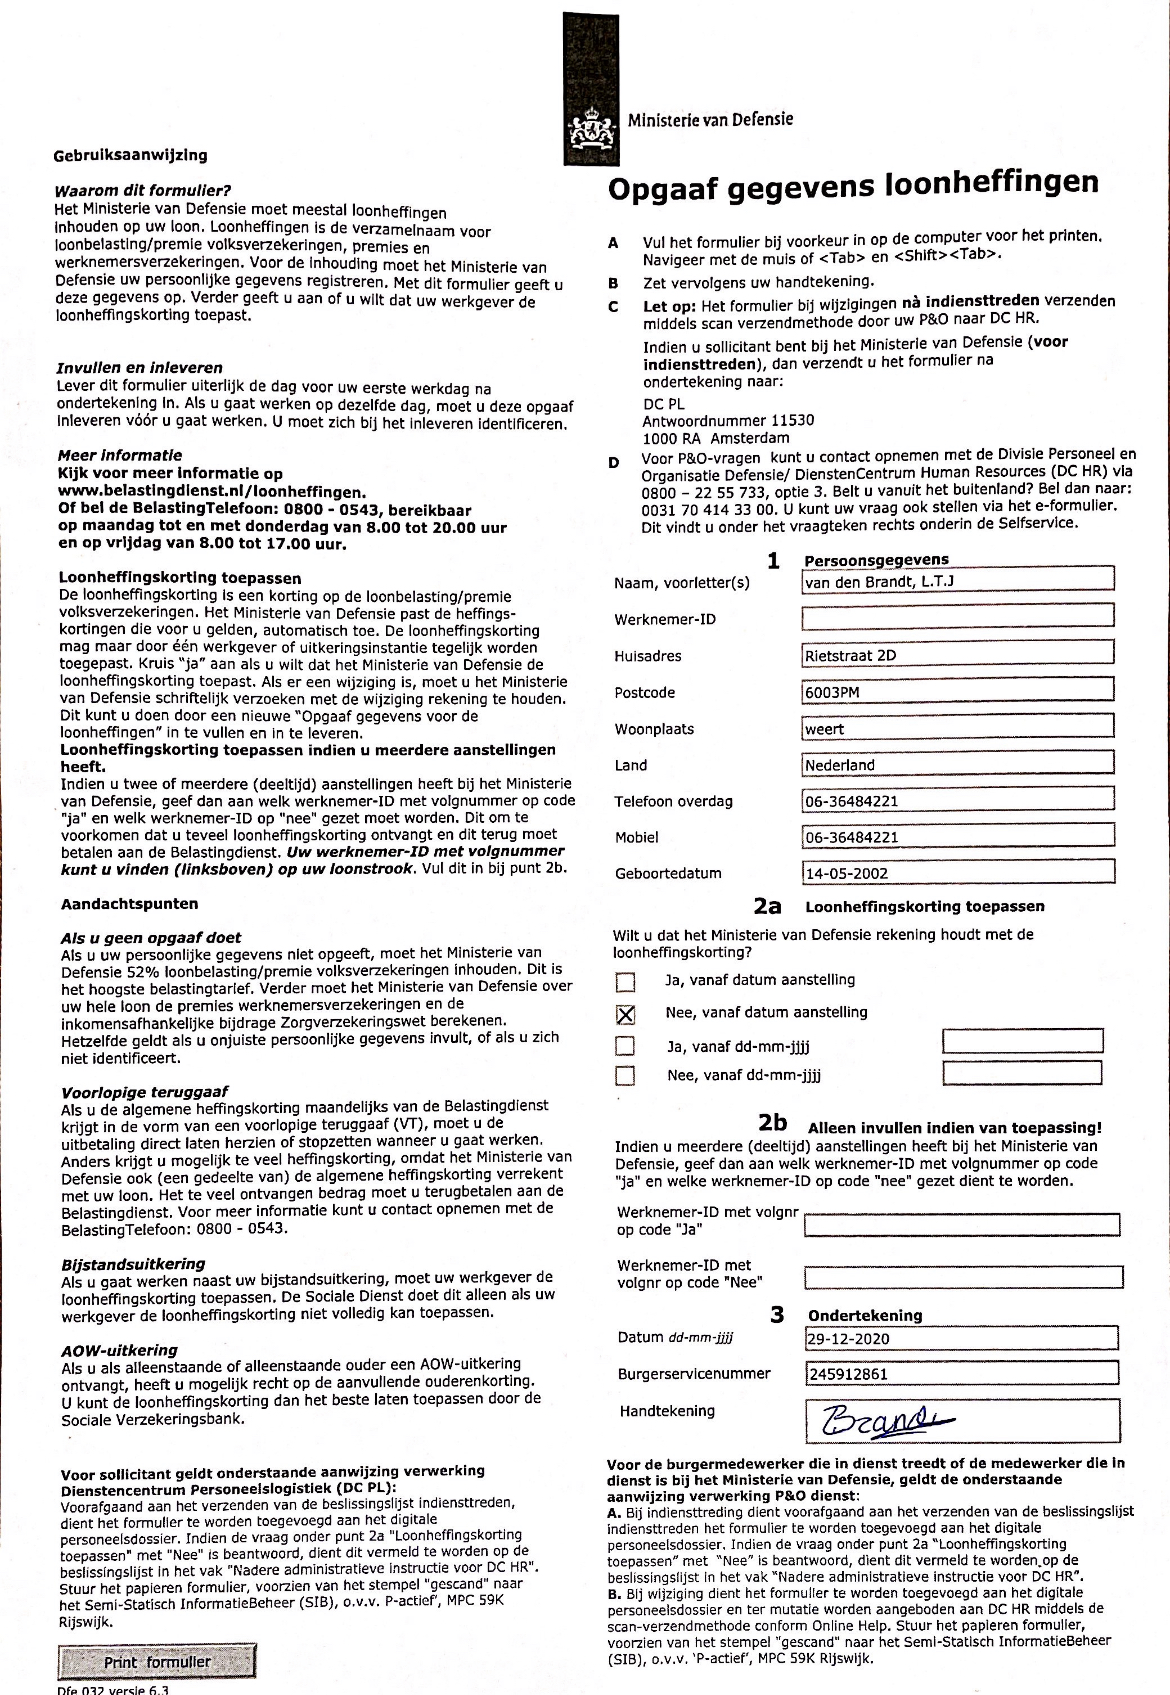 Ministerie van Defensie
Gebruiksaanwijzing
Waarom dit formulier?
Het Ministerie van Defensie moet meestal loonheffingen
inhouden op uw loon. Loonheffingen is de verzamelnaam voor
loonbelasting/premie volksverzekeringen, premies en
werknemersverzekeringen. Voor de inhouding moet het Ministerie van
Defensie uw persoonlijke gegevens registreren. Met dit formulier geeft u
deze gegevens op. Verder geeft u aan of u wilt dat uw werkgever de
loonheffingskorting toepast.
Invullen en inleveren
Lever dit formulier uiterlijk de dag voor uw eerste werkdag na
ondertekening in. Als u gaat werken op dezelfde dag, moet u deze opgaaf
inleveren vóór u gaat werken. U moet zich bij het inleveren identificeren.
Meer informatie
Kijk voor meer informatie op
www.belastingdienst.nl/loonheffingen.
Of bel de BelastingTelefoon: 0800 - 0543, bereikbaar
op maandag tot en met donderdag van 8.00 tot 20.00 uur
en op vrijdag van 8.00 tot 17.00 uur.
Loonheffingskorting toepassen
De loonheffingskorting is een korting op de loonbelasting/premie
volksverzekeringen. Het Ministerie van Defensie past de heffings-
kortingen die voor u gelden, automatisch toe. De loonheffingskorting
mag maar door één werkgever of uitkeringsinstantie tegelijk worden
toegepast. Kruis "ja" aan als u wilt dat het Ministerie van Defensie de
loonheffingskorting toepast. Als er een wijziging is, moet u het Ministerie
van Defensie schriftelijk verzoeken met de wijziging rekening te houden.
Dit kunt u doen door een nieuwe "Opgaaf gegevens voor de
loonheffingen" in te vullen en in te leveren.
Loonheffingskorting toepassen indien u meerdere aanstellingen
heeft.
Indien u twee of meerdere (deeltijd) aanstellingen heeft bij het Ministerie
van Defensie, geef dan aan welk werknemer-ID met volgnummer op code
"ja" en welk werknemer-ID op "nee" gezet moet worden. Dit om te
voorkomen dat u teveel loonheffingskorting ontvangt en dit terug moet
betalen aan de Belastingdienst. Uw werknemer-ID met volgnummer
kunt u vinden (linksboven) op uw loonstrook. Vul dit in bij punt 2b.
Aandachtspunten
Als u geen opgaaf doet
Als u uw persoonlijke gegevens niet opgeeft, moet het Ministerie van
Defensie 52% loonbelasting/premie volksverzekeringen inhouden. Dit is
het hoogste belastingtarief. Verder moet het Ministerie van Defensie over
uw hele loon de premies werknemersverzekeringen en de
inkomensafhankelijke bijdrage Zorgverzekeringswet berekenen.
Hetzelfde geldt als u onjuiste persoonlijke gegevens invult, of als u zich
niet identificeert.
Voorlopige teruggaaf
Als u de algemene heffingskorting maandelijks van de Belastingdienst
krijgt in de vorm van een voorlopige teruggaaf (VT), moet u de
uitbetaling direct laten herzien of stopzetten wanneer u gaat werken.
Anders krijgt u mogelijk te veel heffingskorting, omdat het Ministerie van
Defensie ook (een gedeelte van) de algemene heffingskorting verrekent
met uw loon. Het te veel ontvangen bedrag moet u terugbetalen aan de
Belastingdienst. Voor meer informatie kunt u contact opnemen met de
BelastingTelefoon: 0800 - 0543.
Bijstandsuitkering
Als u gaat werken naast uw bijstandsuitkering, moet uw werkgever de
loonheffingskorting toepassen. De Sociale Dienst doet dit alleen als uw
werkgever de loonheffingskorting niet volledig kan toepassen.
AOW-uitkering
Als u als alleenstaande of alleenstaande ouder een AOW-uitkering
ontvangt, heeft u mogelijk recht op de aanvullende ouderenkorting.
U kunt de loonheffingskorting dan het beste laten toepassen door de
Sociale Verzekeringsbank.
Voor sollicitant geldt onderstaande aanwijzing verwerking
Dienstencentrum Personeelslogistiek (DC PL):
Voorafgaand aan het verzenden van de beslissingslijst indiensttreden,
dient het formulier te worden toegevoegd aan het digitale
personeelsdossier. Indien de vraag onder punt 2a "Loonheffingskorting
toepassen" met "Nee" is beantwoord, dient dit vermeld te worden op de
beslissingslijst in het vak "Nadere administratieve instructie voor DC HR".
Stuur het papieren formulier, voorzien van het stempel "gescand" naar
het Semi-Statisch InformatieBeheer (SIB), o.v.v. P-actief', MPC 59K
Rijswijk.
Print formulier
Dfe 032 versie 6.3
Opgaaf gegevens loonheffingen
A Vul het formulier bij voorkeur in op de computer voor het printen.
Navigeer met de muis of <Tab> en <Shift><Tab>.
B Zet vervolgens uw handtekening.
C Let op: Het formulier bij wijzigingen nà indiensttreden verzenden
middels scan verzendmethode door uw P&O naar DC HR.
Indien u sollicitant bent bij het Ministerie van Defensie (voor
indiensttreden), dan verzendt u het formulier na
ondertekening naar:
DC PL
Antwoordnummer 11530
1000 RA Amsterdam
D Voor P&O-vragen kunt u contact opnemen met de Divisie Personeel en
Organisatie Defensie/ DienstenCentrum Human Resources (DC HR) via
0800 – 22 55 733, optie 3. Belt u vanuit het buitenland? Bel dan naar:
0031 70 414 33 00. U kunt uw vraag ook stellen via het e-formulier.
Dit vindt u onder het vraagteken rechts onderin de Selfservice.
1 Persoonsgegevens
Naam, voorletter(s) van den Brandt, L.T.J
Werknemer-ID
Huisadres Rietstraat 2D
Postcode 6003PM
Woonplaats weert
Land Nederland
Telefoon overdag 06-36484221
Mobiel 06-36484221
Geboortedatum 14-05-2002
2a Loonheffingskorting toepassen
Wilt u dat het Ministerie van Defensie rekening houdt met de
loonheffingskorting?
Ja, vanaf datum aanstelling
X Nee, vanaf datum aanstelling
Ja, vanaf dd-mm-jjjj
Nee, vanaf dd-mm-jjjj
2b Alleen invullen indien van toepassing!
Indien u meerdere (deeltijd) aanstellingen heeft bij het Ministerie van
Defensie, geef dan aan welk werknemer-ID met volgnummer op code
"ja" en welke werknemer-ID op code "nee" gezet dient te worden.
Werknemer-ID met volgnr
op code "Ja"
Werknemer-ID met
volgnr op code "Nee"
3 Ondertekening
Datum dd-mm-jjjj 29-12-2020
Burgerservicenummer 245912861
Handtekening Brandt
Voor de burgermedewerker die in dienst treedt of de medewerker die in
dienst is bij het Ministerie van Defensie, geldt de onderstaande
aanwijzing verwerking P&O dienst:
A. Bij indiensttreding dient voorafgaand aan het verzenden van de beslissingslijst
indiensttreden het formulier te worden toegevoegd aan het digitale
personeelsdossier. Indien de vraag onder punt 2a "Loonheffingskorting
toepassen" met "Nee" is beantwoord, dient dit vermeld te worden op de
beslissingslijst in het vak "Nadere administratieve instructie voor DC HR".
B. Bij wijziging dient het formulier te worden toegevoegd aan het digitale
personeelsdossier en ter mutatie worden aangeboden aan DC HR middels de
scan-verzendmethode conform Online Help. Stuur het papieren formulier,
voorzien van het stempel "gescand" naar het Semi-Statisch InformatieBeheer
(SIB), o.v.v. 'P-actief', MPC 59K Rijswijk.